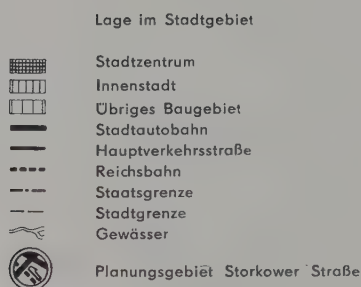 Lage im Stadtgebiet
Stadtzentrum
Innenstadt
Übriges Baugebiet
Stadtautobahn
Hauptverkehrsstraße
Reichsbahn
Staatsgrenze
Stadtgrenze
Gewässer
Planungsgebiet Storkower Straße